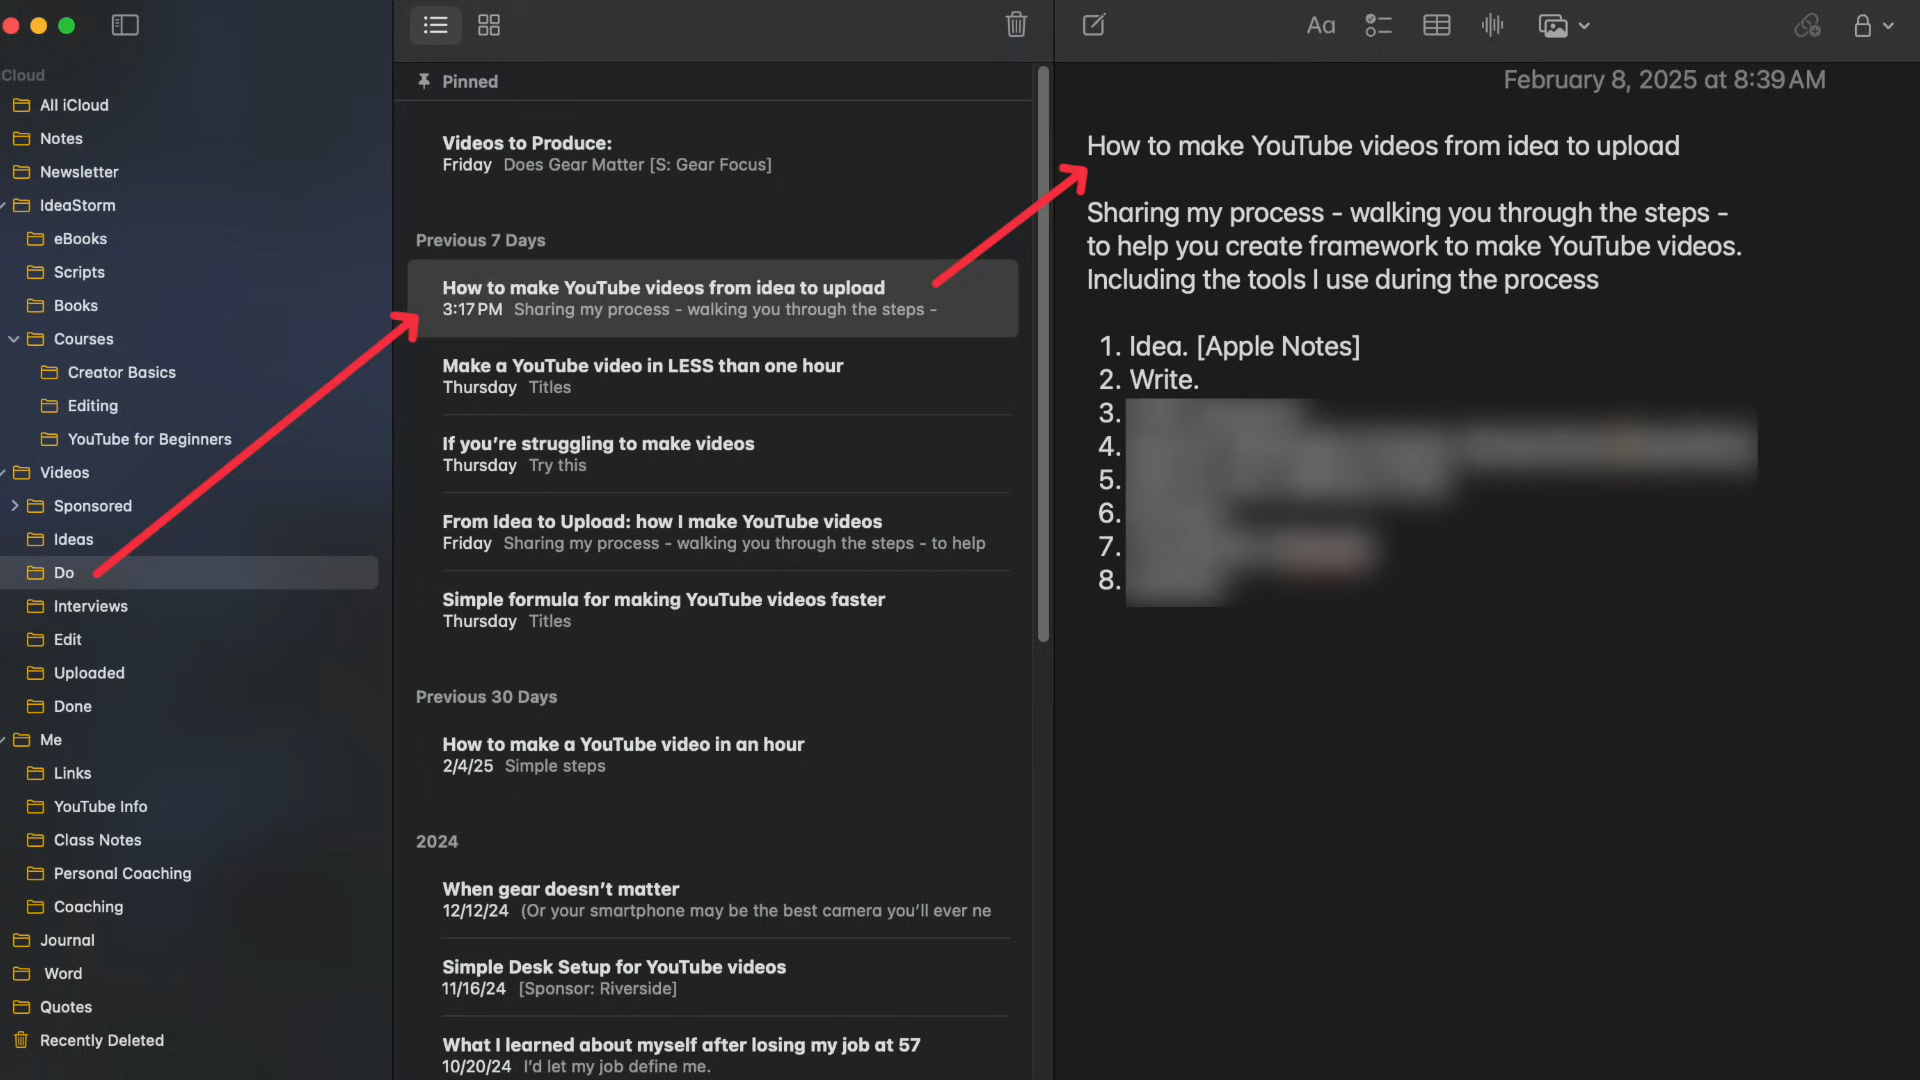 Cloud
All iCloud
Notes
Newsletter
IdeaStorm
eBooks
Scripts
Books
Courses
Creator Basics
Editing
YouTube for Beginners
Videos
Sponsored
Ideas
Do
Interviews
Edit
Uploaded
Done
Me
Links
YouTube Info
Class Notes
Personal Coaching
Coaching
Journal
Word
Quotes
Recently Deleted
Pinned
Videos to Produce:
Friday Does Gear Matter [S: Gear Focus]
Previous 7 Days
How to make YouTube videos from idea to upload
3:17 PM Sharing my process - walking you through the steps -
Make a YouTube video in LESS than one hour
Thursday Titles
If you're struggling to make videos
Thursday Try this
From Idea to Upload: how I make YouTube videos
Friday Sharing my process - walking you through the steps - to help
Simple formula for making YouTube videos faster
Thursday Titles
Previous 30 Days
How to make a YouTube video in an hour
2/4/25 Simple steps
2024
When gear doesn't matter
12/12/24 (Or your smartphone may be the best camera you'll ever ne
Simple Desk Setup for YouTube videos
11/16/24 [Sponsor: Riverside]
What I learned about myself after losing my job at 57
10/20/24 I'd let my job define me.
Aa
February 8, 2025 at 8:39 AM
How to make YouTube videos from idea to upload
Sharing my process - walking you through the steps -
to help you create framework to make YouTube videos.
Including the tools I use during the process
1. Idea. [Apple Notes]
2. Write.
3.
4.
5.
6.
7.
8.